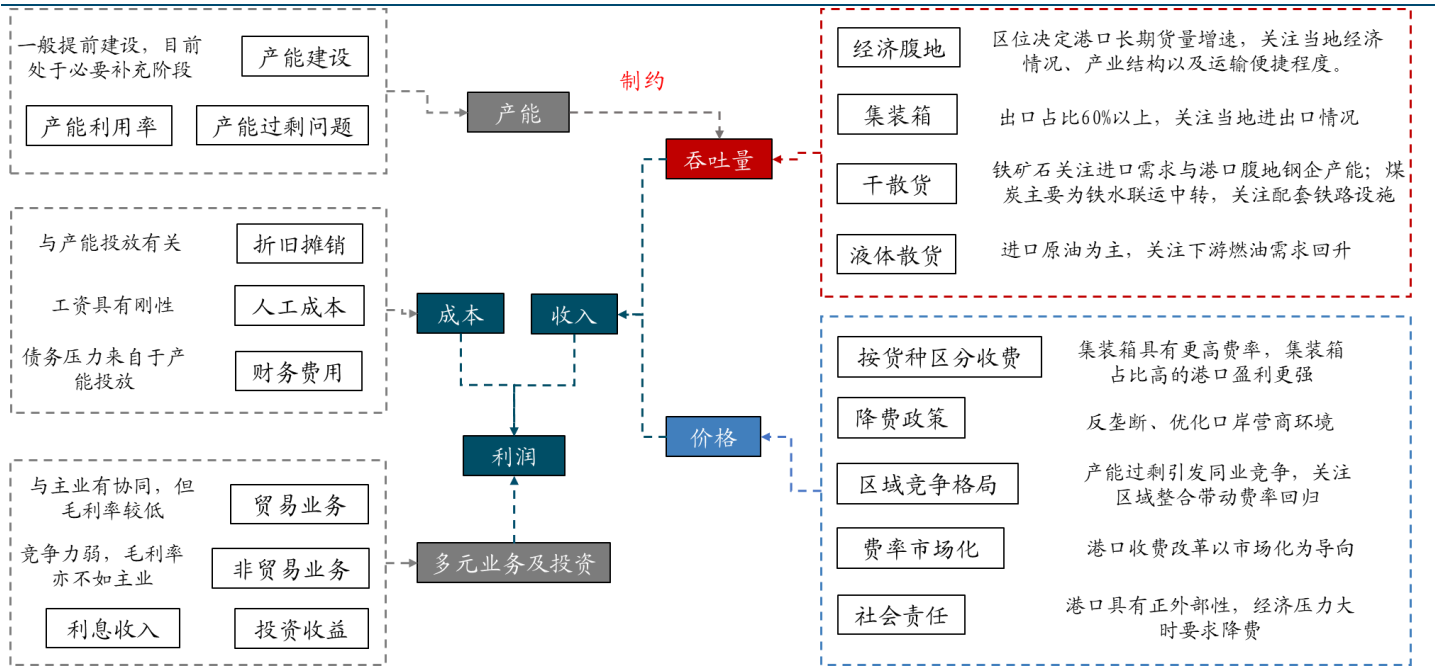 一般提前建设，目前
处于必要补充阶段
产能建设
产能利用率
产能过剩问题
产能
制约
吞吐量
经济腹地
区位决定港口长期货量增速，关注当地经济
情况、产业结构以及运输便捷程度。
集装箱
出口占比60%以上，关注当地进出口情况
干散货
铁矿石关注进口需求与港口腹地钢企产能；煤
炭主要为铁水联运中转，关注配套铁路设施
液体散货
进口原油为主，关注下游燃油需求回升
与产能投放有关
折旧摊销
工资具有刚性
人工成本
债务压力来自于产
能投放
财务费用
成本
收入
利润
价格
按货种区分收费
集装箱具有更高费率，集装箱
占比高的港口盈利更强
降费政策
反垄断、优化口岸营商环境
区域竞争格局
产能过剩引发同业竞争，关注
区域整合带动费率回归
费率市场化
港口收费改革以市场化为导向
社会责任
港口具有正外部性，经济压力大
时要求降费
与主业有协同，但
毛利率较低
贸易业务
竞争力弱，毛利率
亦不如主业
非贸易业务
利息收入
投资收益
多元业务及投资